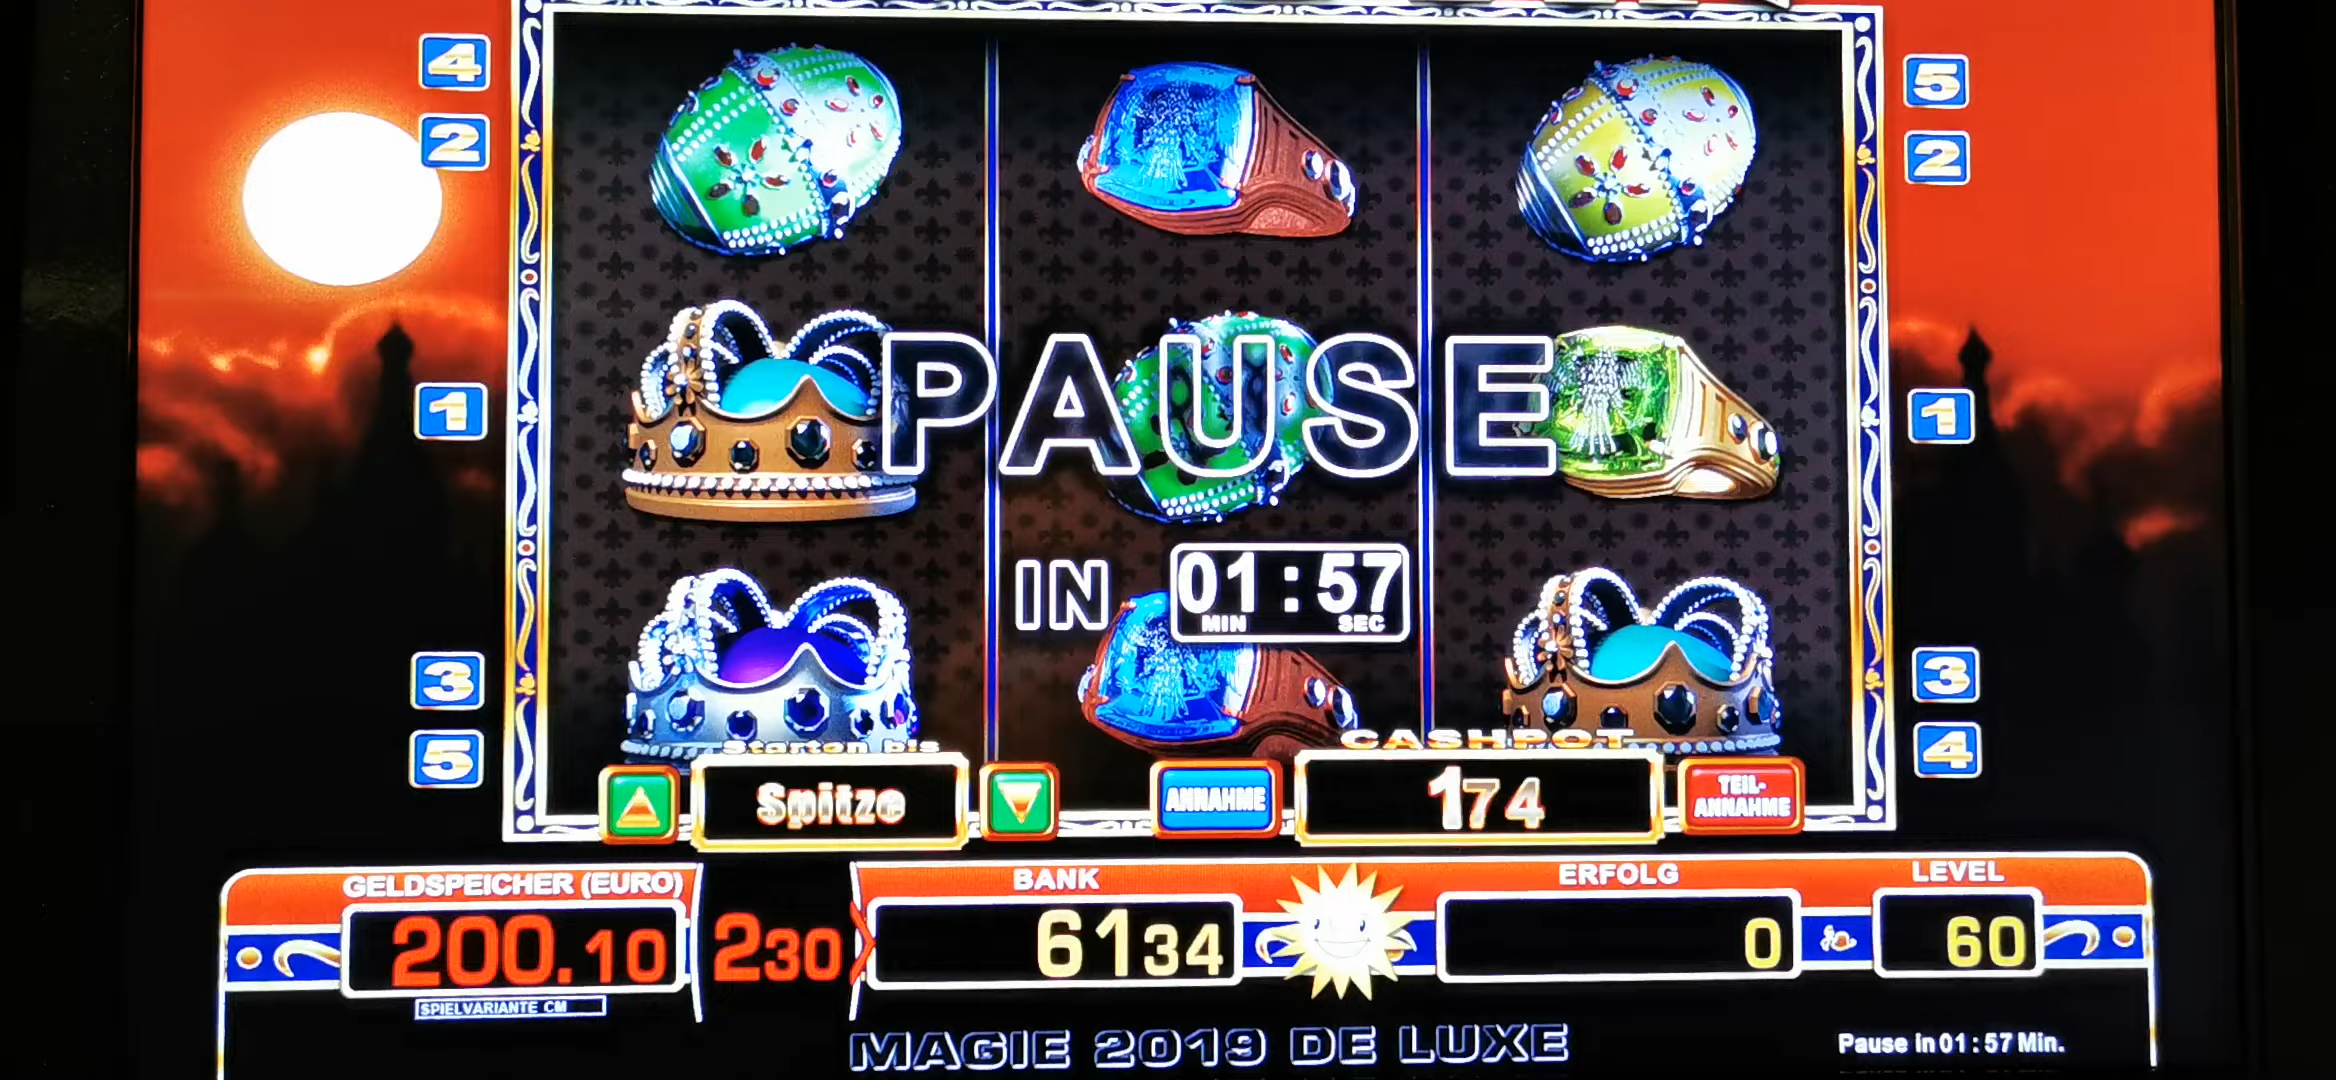 4
5
2
2
PAUSE
1
1
IN 01 : 57
MIN SEC
3
3
5
4
Starten bis
CASHPOT
Spitze
ANNAHME
174
TEIL-
ANNAHME
GELDSPEICHER (EURO)
BANK
ERFOLG
LEVEL
200.10
230
6134
0
60
SPIELVARIANTE CM
MAGIE 2019 DE LUXE
Pause in 01 : 57 Min.